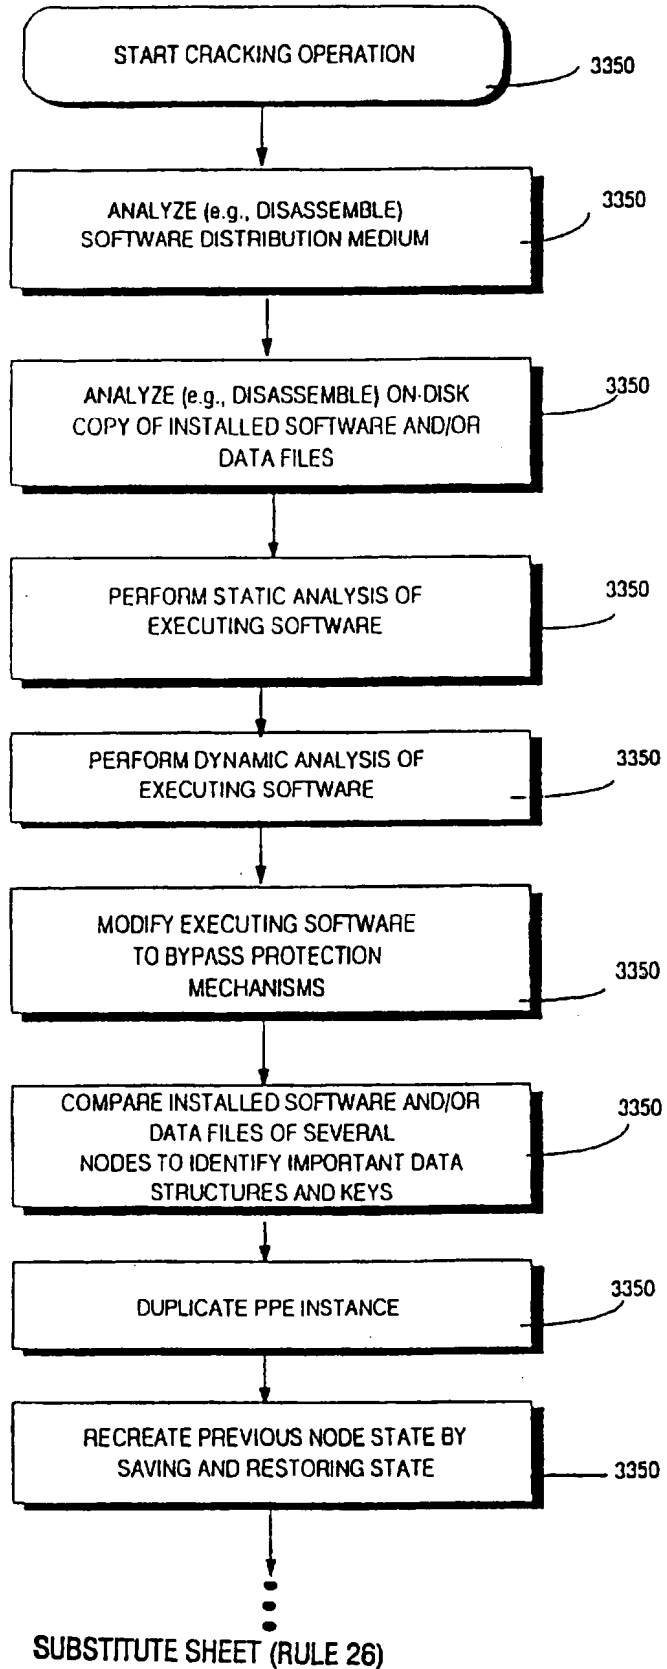 START CRACKING OPERATION
3350
ANALYZE (e.g., DISASSEMBLE)
SOFTWARE DISTRIBUTION MEDIUM
3350
ANALYZE (e.g., DISASSEMBLE) ON-DISK
COPY OF INSTALLED SOFTWARE AND/OR
DATA FILES
3350
PERFORM STATIC ANALYSIS OF
EXECUTING SOFTWARE
3350
PERFORM DYNAMIC ANALYSIS OF
EXECUTING SOFTWARE
3350
MODIFY EXECUTING SOFTWARE
TO BYPASS PROTECTION
MECHANISMS
3350
COMPARE INSTALLED SOFTWARE AND/OR
DATA FILES OF SEVERAL
NODES TO IDENTIFY IMPORTANT DATA
STRUCTURES AND KEYS
3350
DUPLICATE PPE INSTANCE
3350
RECREATE PREVIOUS NODE STATE BY
SAVING AND RESTORING STATE
3350
SUBSTITUTE SHEET (RULE 26)